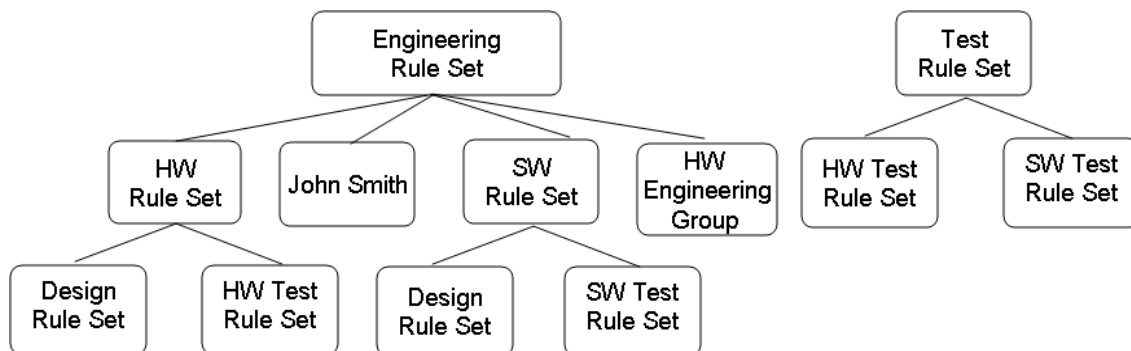 Engineering
Rule Set
Test
Rule Set
HW
Rule Set
John Smith
SW
Rule Set
HW
Engineering
Group
HW Test
Rule Set
SW Test
Rule Set
Design
Rule Set
HW Test
Rule Set
Design
Rule Set
SW Test
Rule Set